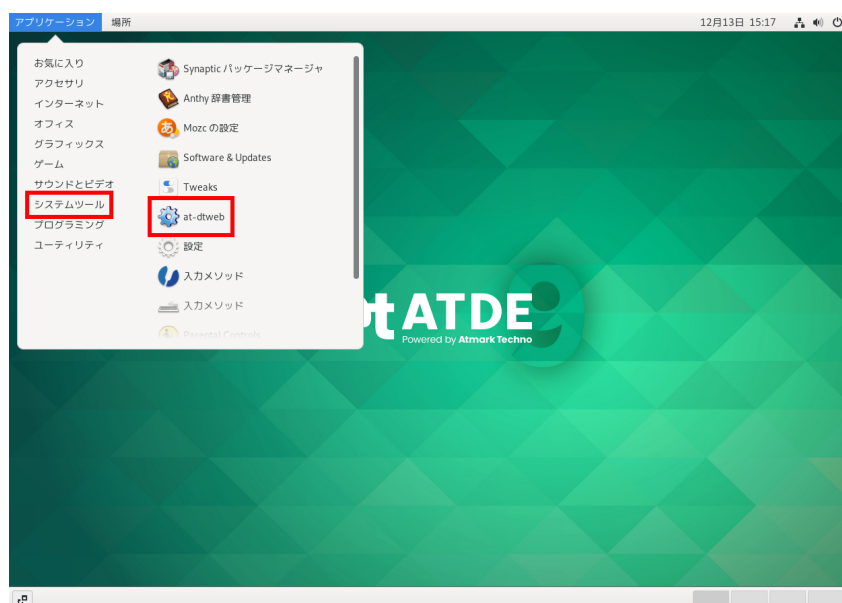 アプリケーション 場所 12月13日 15:17
お気に入り
アクセサリ
インターネット
オフィス
グラフィックス
ゲーム
サウンドとビデオ
システムツール
プログラミング
ユーティリティ
Synaptic パッケージマネージャ
Anthy 辞書管理
Mozc の設定
Software & Updates
Tweaks
at-dtweb
設定
入力メソッド
入力メソッド
Parental Controls
t ATDE 9
Powered by Atmark Techno